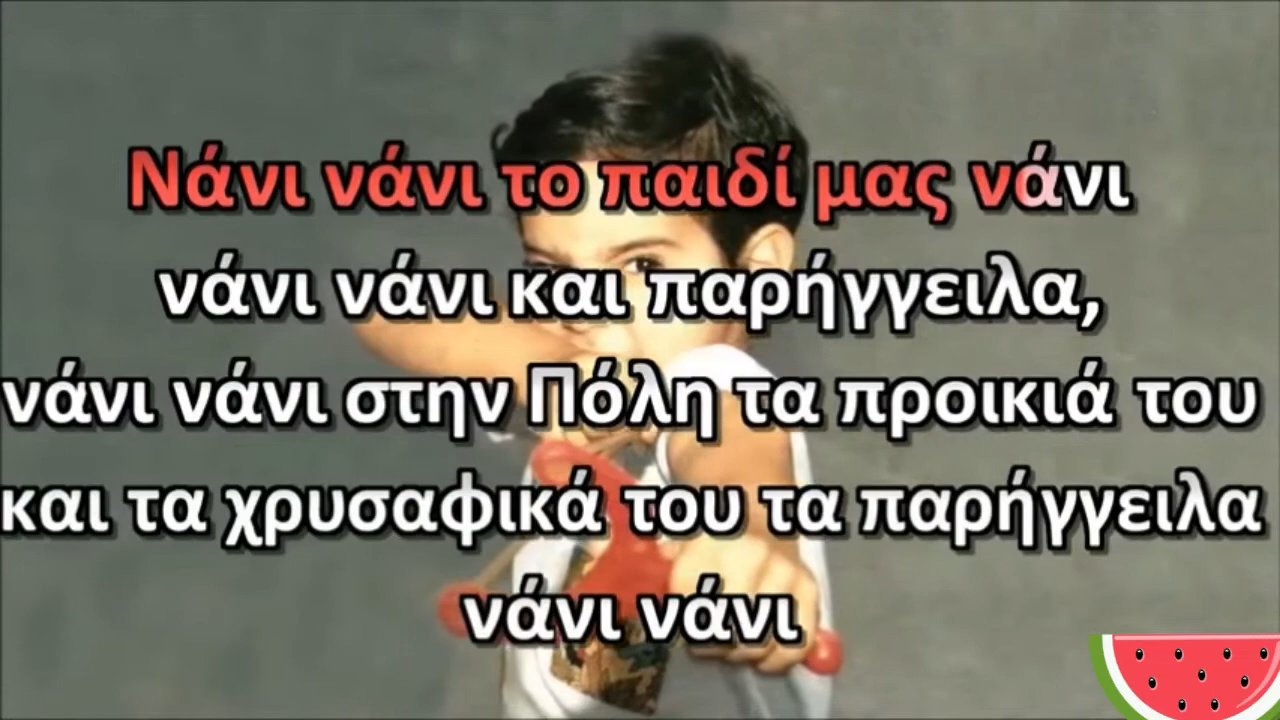 Νάνι νάνι το παιδί μας νάνι
νάνι νάνι και παρήγγειλα,
νάνι νάνι στην Πόλη τα προικιά του
και τα χρυσαφικά του τα παρήγγειλα
νάνι νάνι